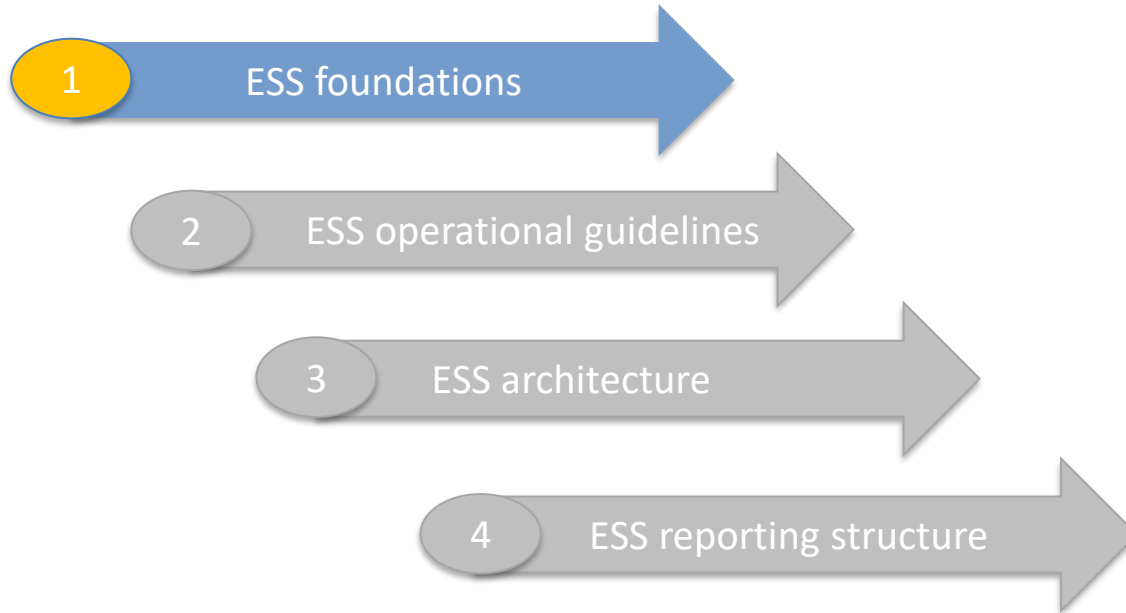 1 ESS foundations
2 ESS operational guidelines
3 ESS architecture
4 ESS reporting structure